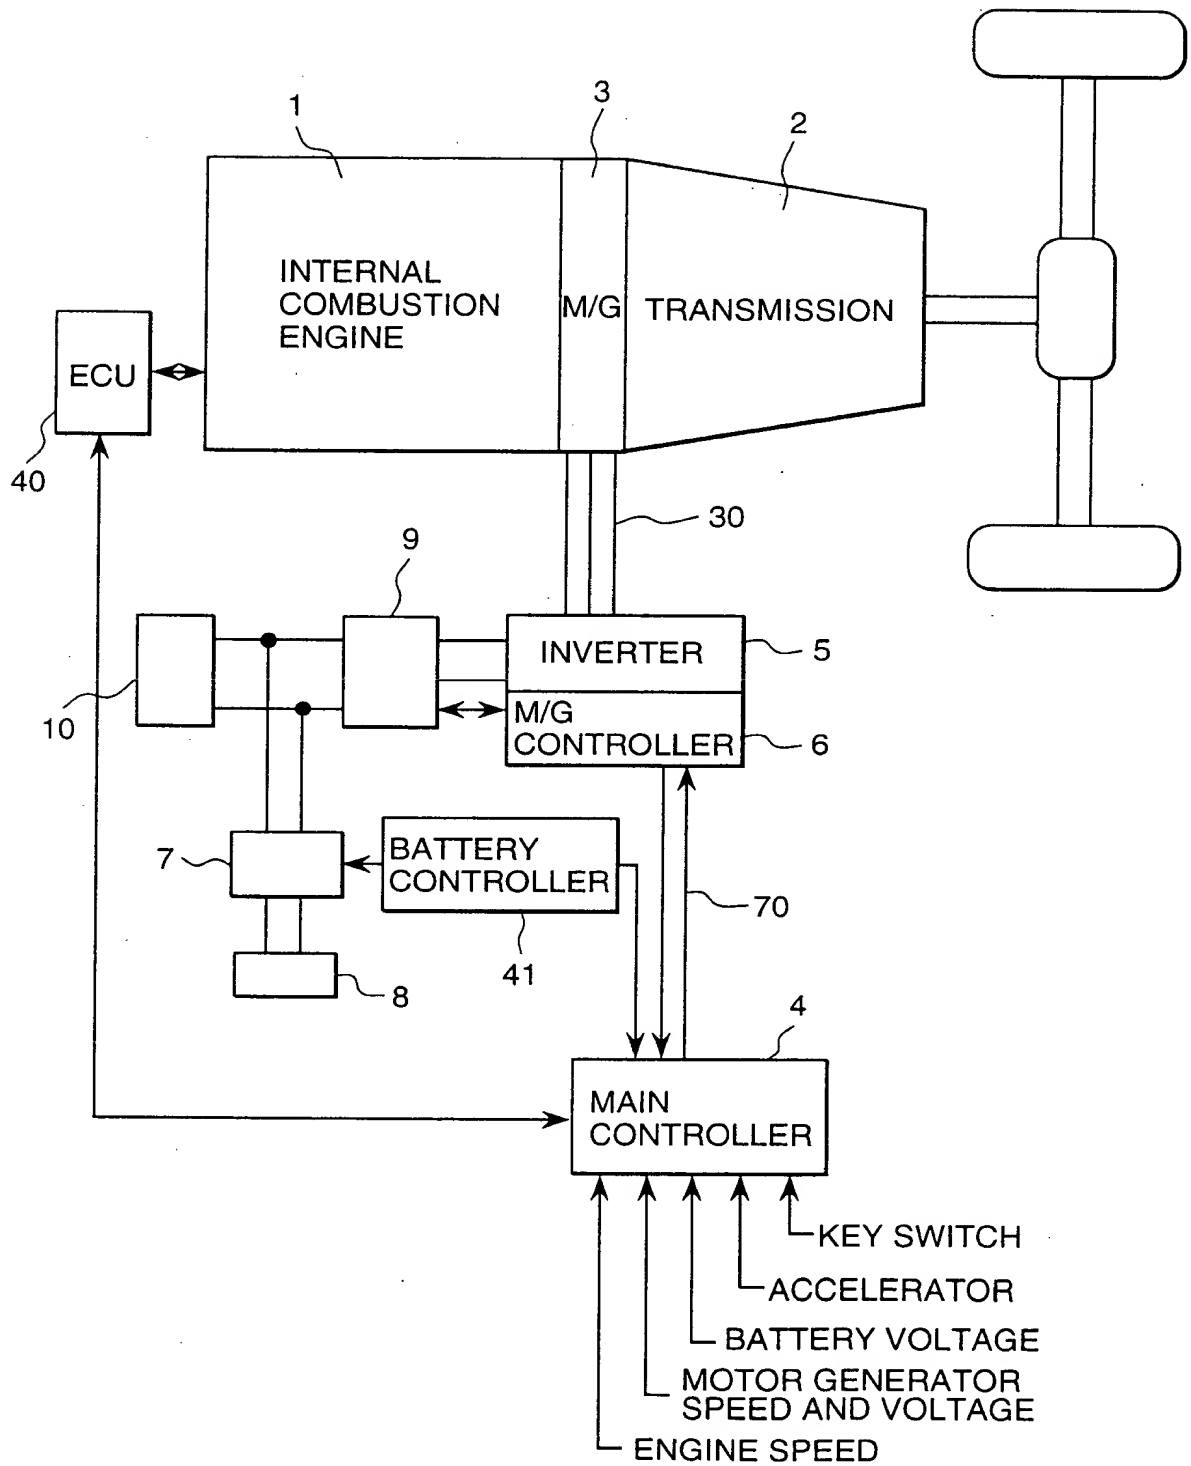 1
3
2
INTERNAL
COMBUSTION
ENGINE
M/G
TRANSMISSION
ECU
40
30
9
INVERTER
5
10
M/G
CONTROLLER
6
7
BATTERY
CONTROLLER
70
41
8
4
MAIN
CONTROLLER
KEY SWITCH
ACCELERATOR
BATTERY VOLTAGE
MOTOR GENERATOR
SPEED AND VOLTAGE
ENGINE SPEED